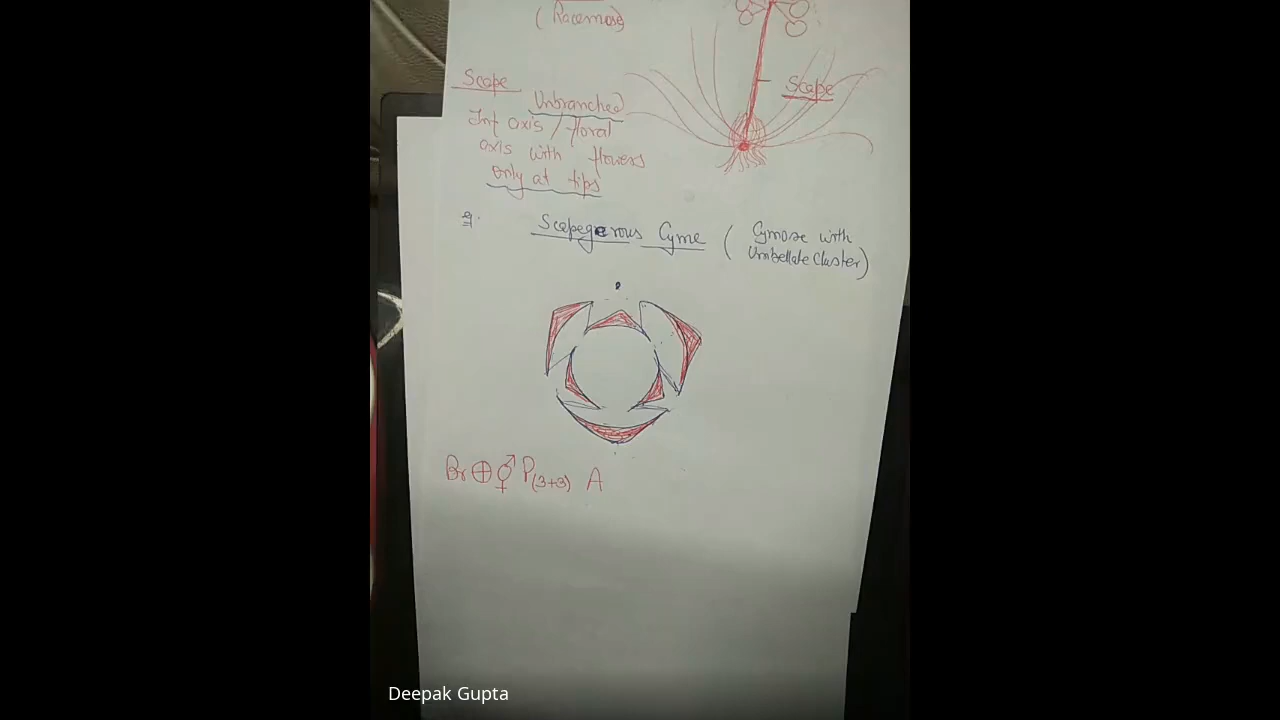 (Racemose)
Scape
Scape
Unbranched
Inf axis / floral
axis with flowers
only at tips
eg.
Scapegerous Cyme (Cymose with
Umbellate Cluster)
Br ⊕ ⚥ P(3+3) A
Deepak Gupta